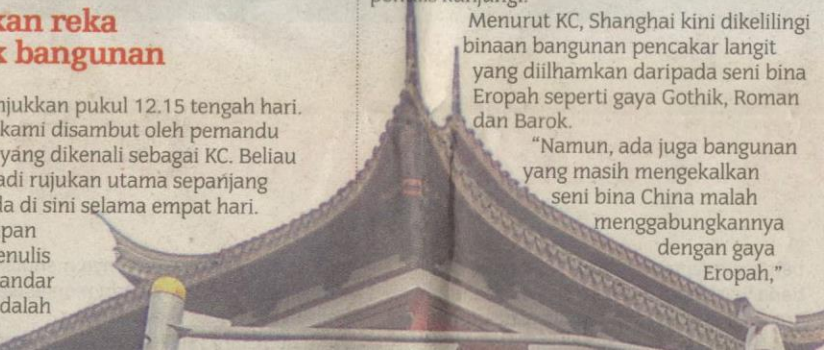 kan reka
k bangunan
njukkan pukul 12.15 tengah hari.
kami disambut oleh pemandu
yang dikenali sebagai KC. Beliau
adi rujukan utama sepanjang
da di sini selama empat hari.
pan
enulis
andar
dalah
Menurut KC, Shanghai kini dikelilingi
binaan bangunan pencakar langit
yang diilhamkan daripada seni bina
Eropah seperti gaya Gothik, Roman
dan Barok.
“Namun, ada juga bangunan
yang masih mengekalkan
seni bina China malah
menggabungkannya
dengan gaya
Eropah,”